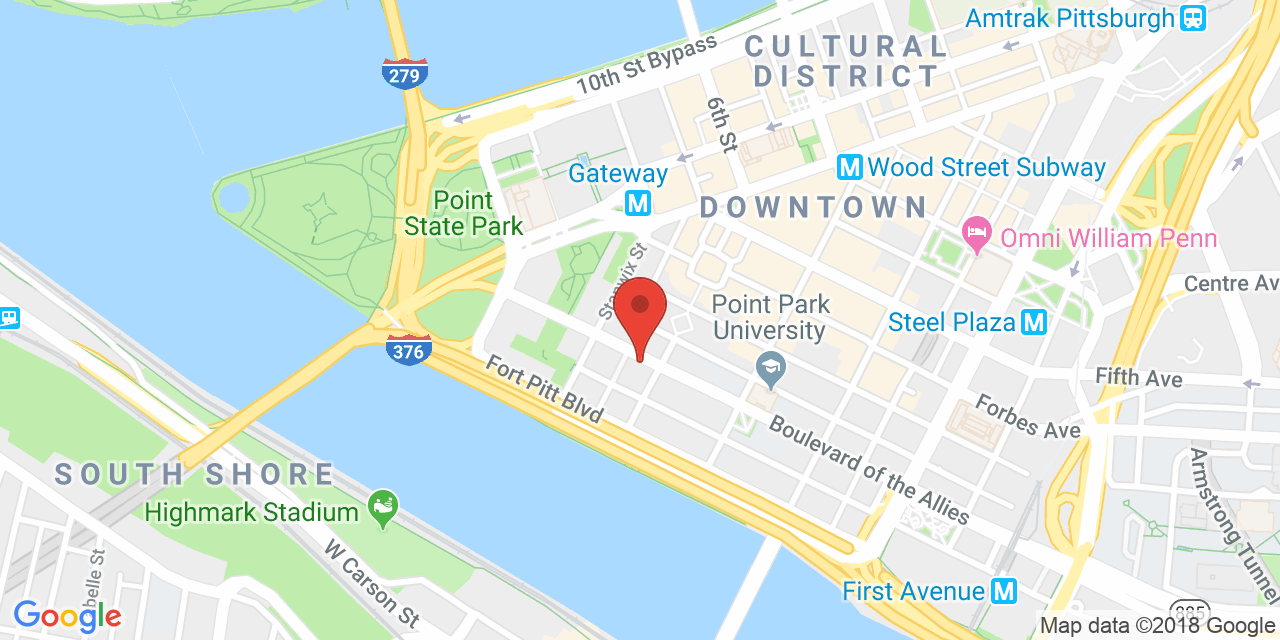 Amtrak Pittsburgh
CULTURAL
DISTRICT
279
10th St Bypass
6th St
Gateway
M
M
Wood Street Subway
Point
State Park
DOWNTOWN
Omni William Penn
Stanwix St
Centre Av
Point Park
University
Steel Plaza
M
376
Fort Pitt Blvd
Fifth Ave
Forbes Ave
Boulevard of the Allies
SOUTH SHORE
Highmark Stadium
Armstrong Tunnel
W Carson St
belle St
First Avenue
M
885
Google
Map data ©2018 Google